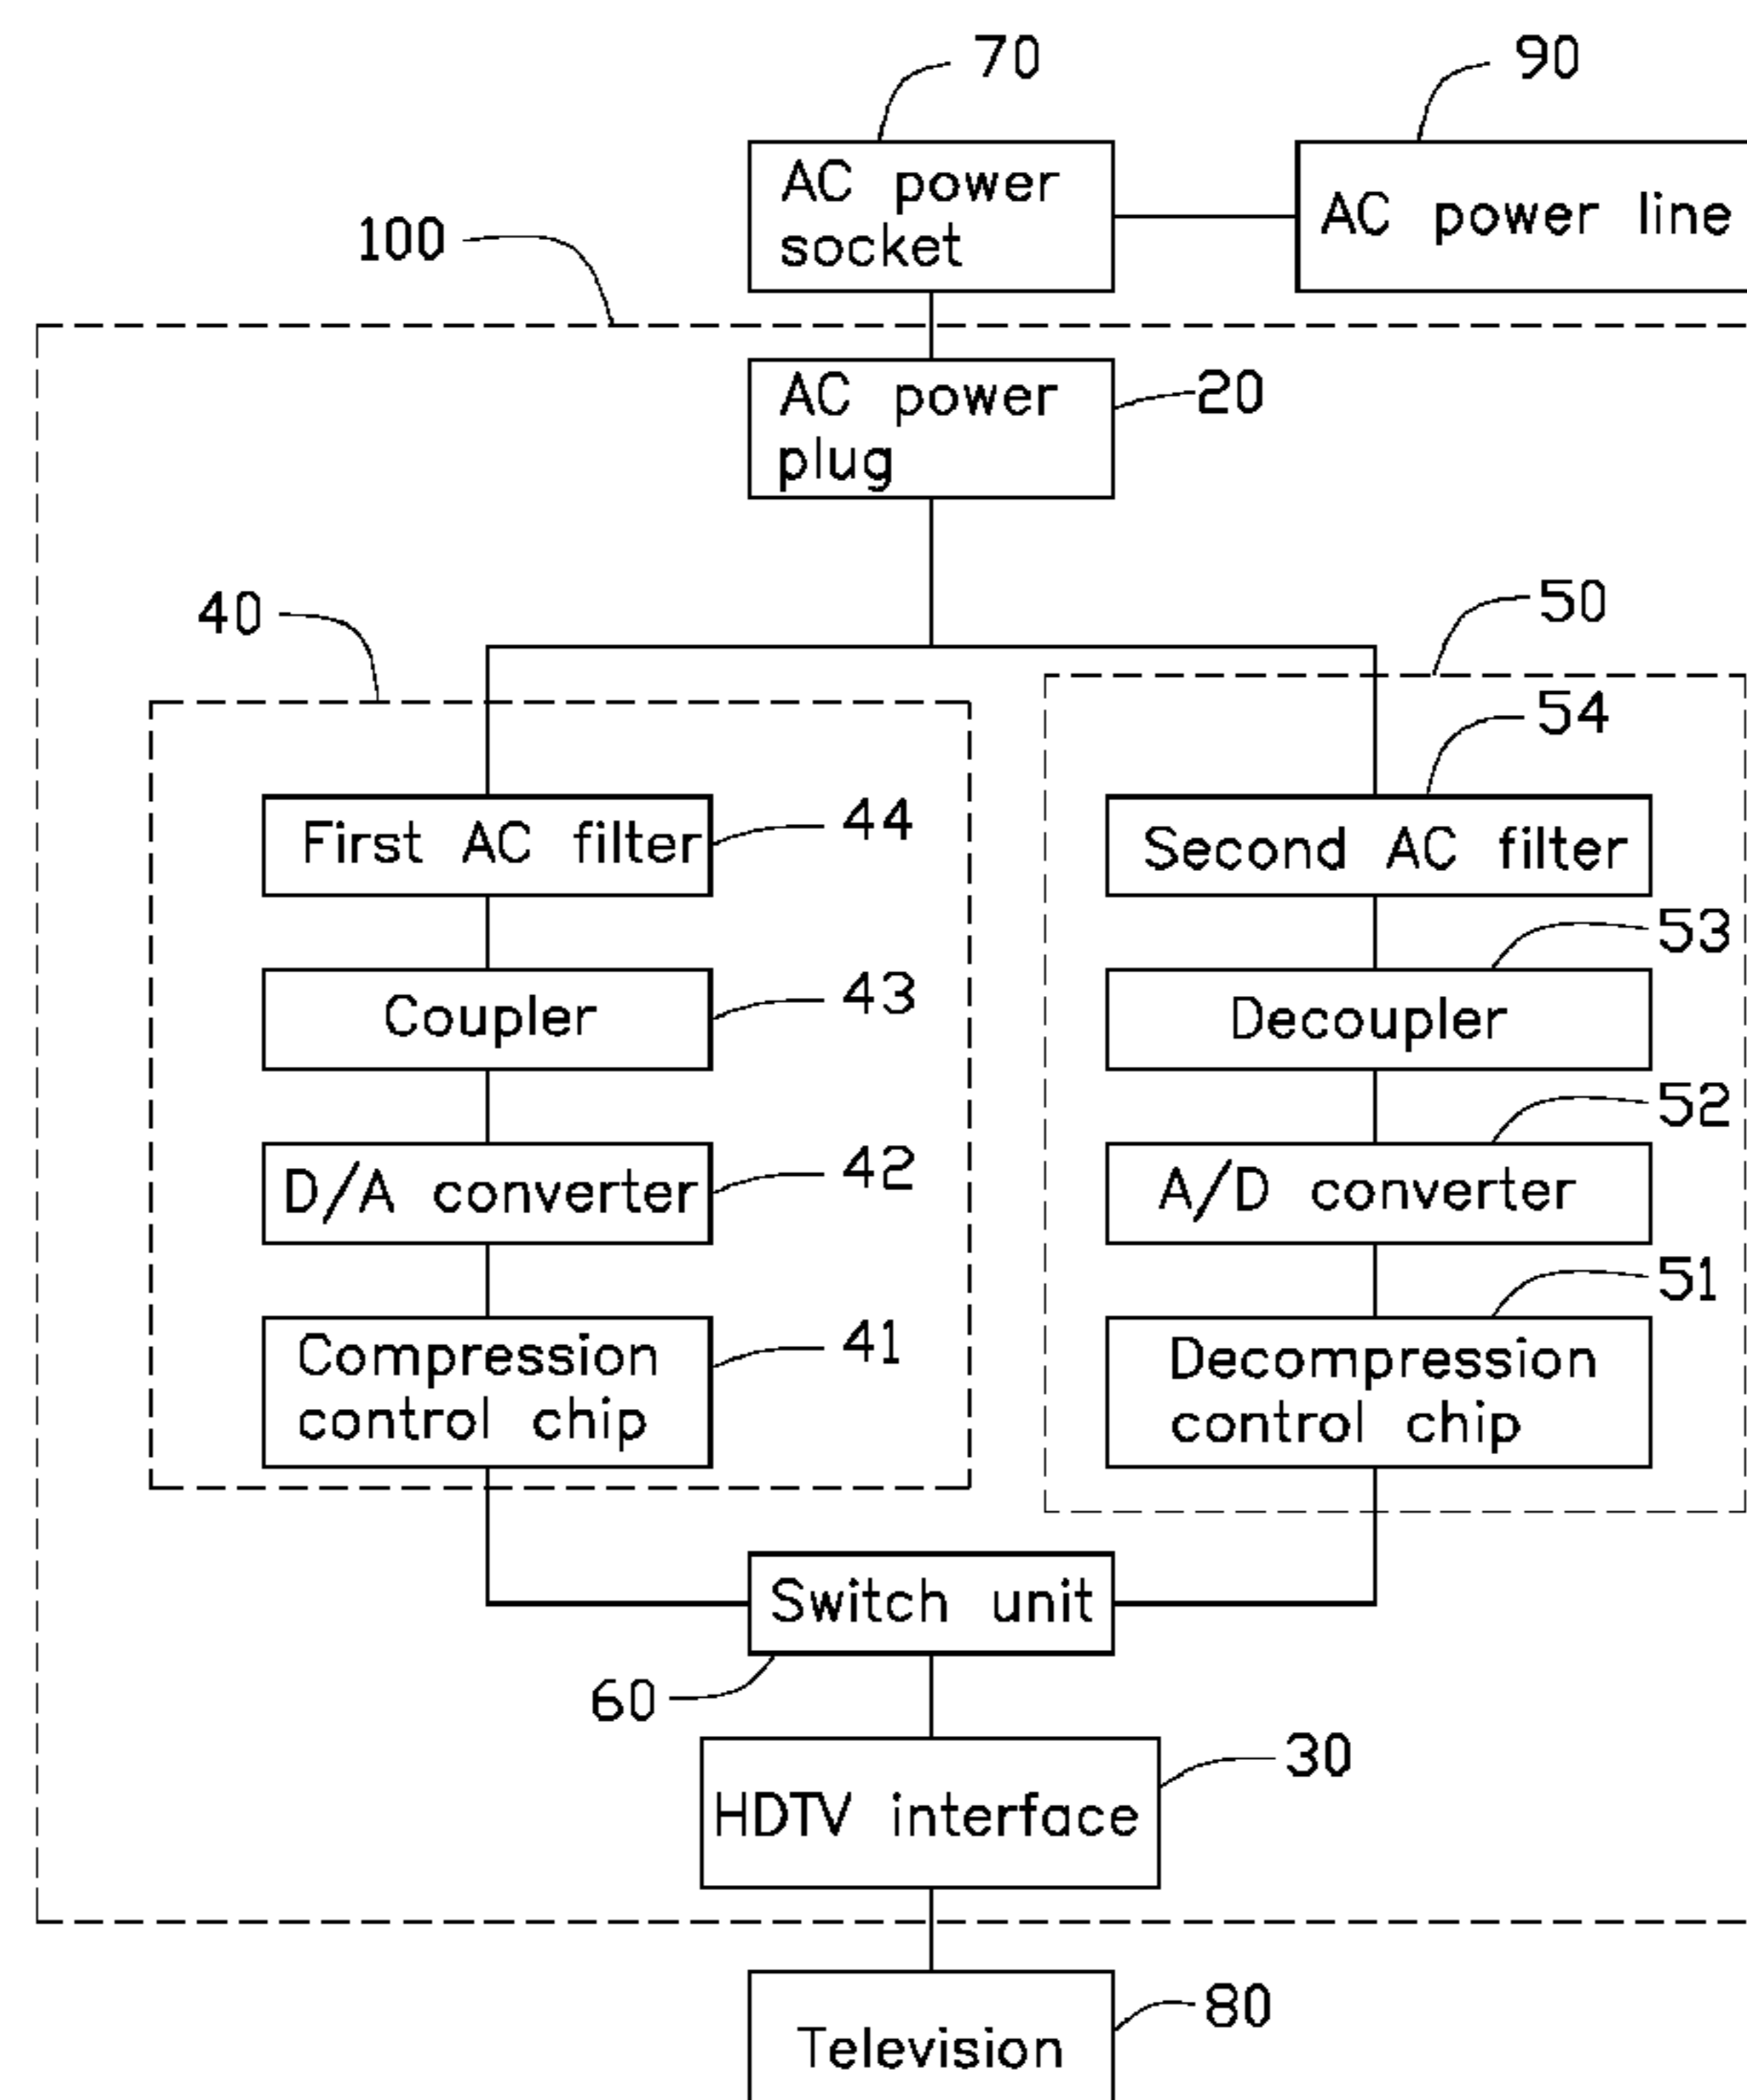 70
90
AC power
socket
AC power line
100
AC power
plug
20
40
50
54
First AC filter
44
Second AC filter
53
Coupler
43
Decoupler
52
D/A converter
42
A/D converter
51
Compression
control chip
41
Decompression
control chip
Switch unit
60
30
HDTV interface
80
Television